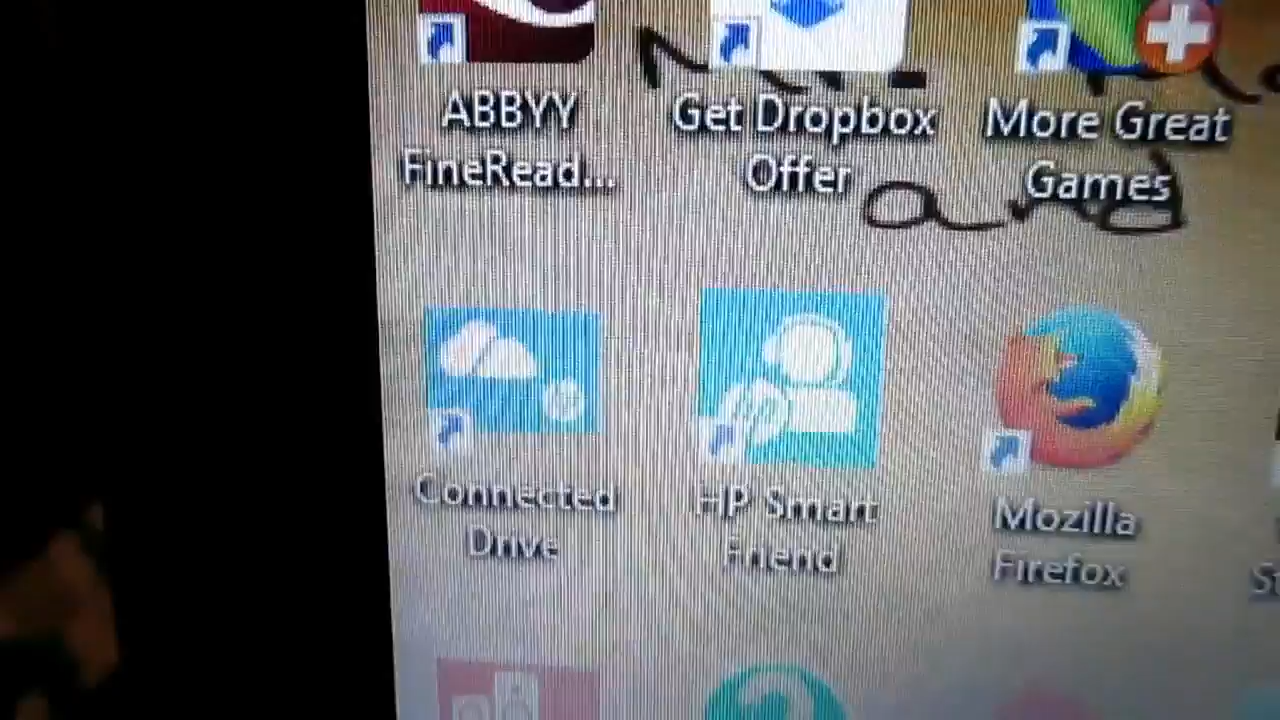 ABBYY
FineRead...
Get Dropbox
Offer
More Great
Games
and
Connected
Drive
HP Smart
Friend
Mozilla
Firefox